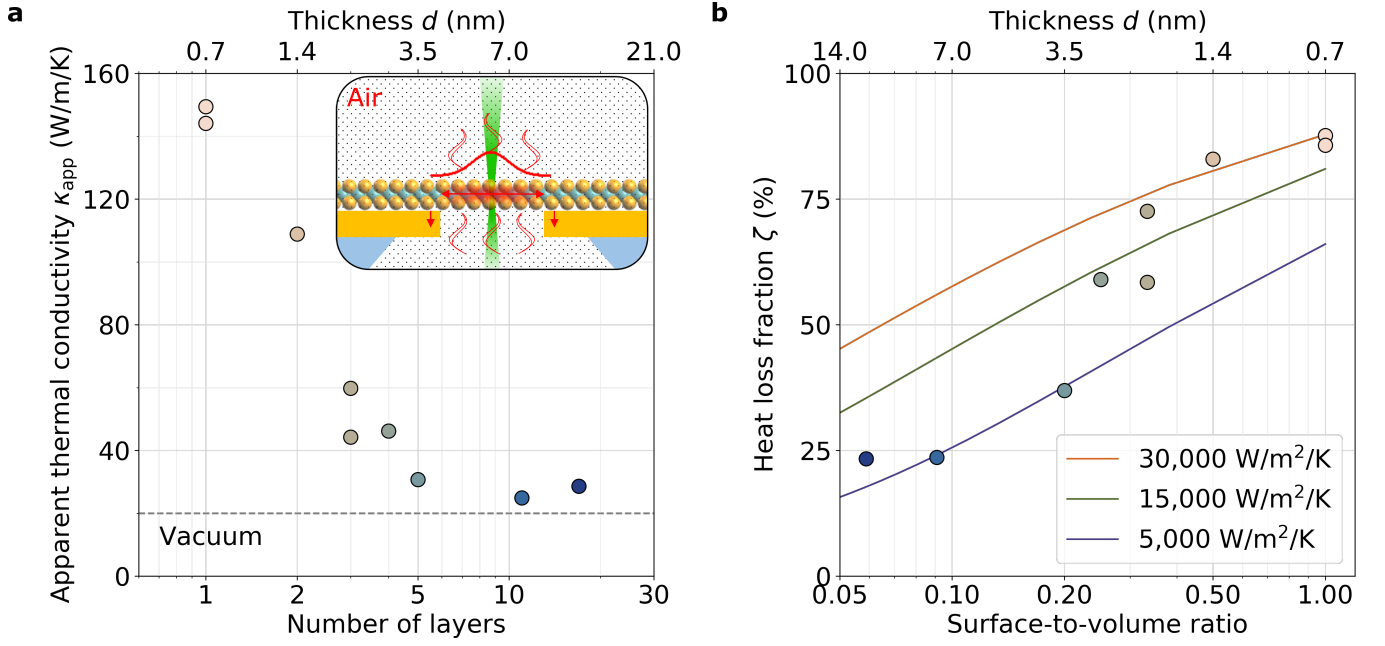 a
Thickness d (nm)
0.7 1.4 3.5 7.0 21.0
Apparent thermal conductivity κapp (W/m/K)
160
120
80
40
0
Air
Vacuum
1 2 5 10 30
Number of layers
b
Thickness d (nm)
14.0 7.0 3.5 1.4 0.7
Heat loss fraction ζ (%)
100
75
50
25
0
30,000 W/m²/K
15,000 W/m²/K
5,000 W/m²/K
0.05 0.10 0.20 0.50 1.00
Surface-to-volume ratio